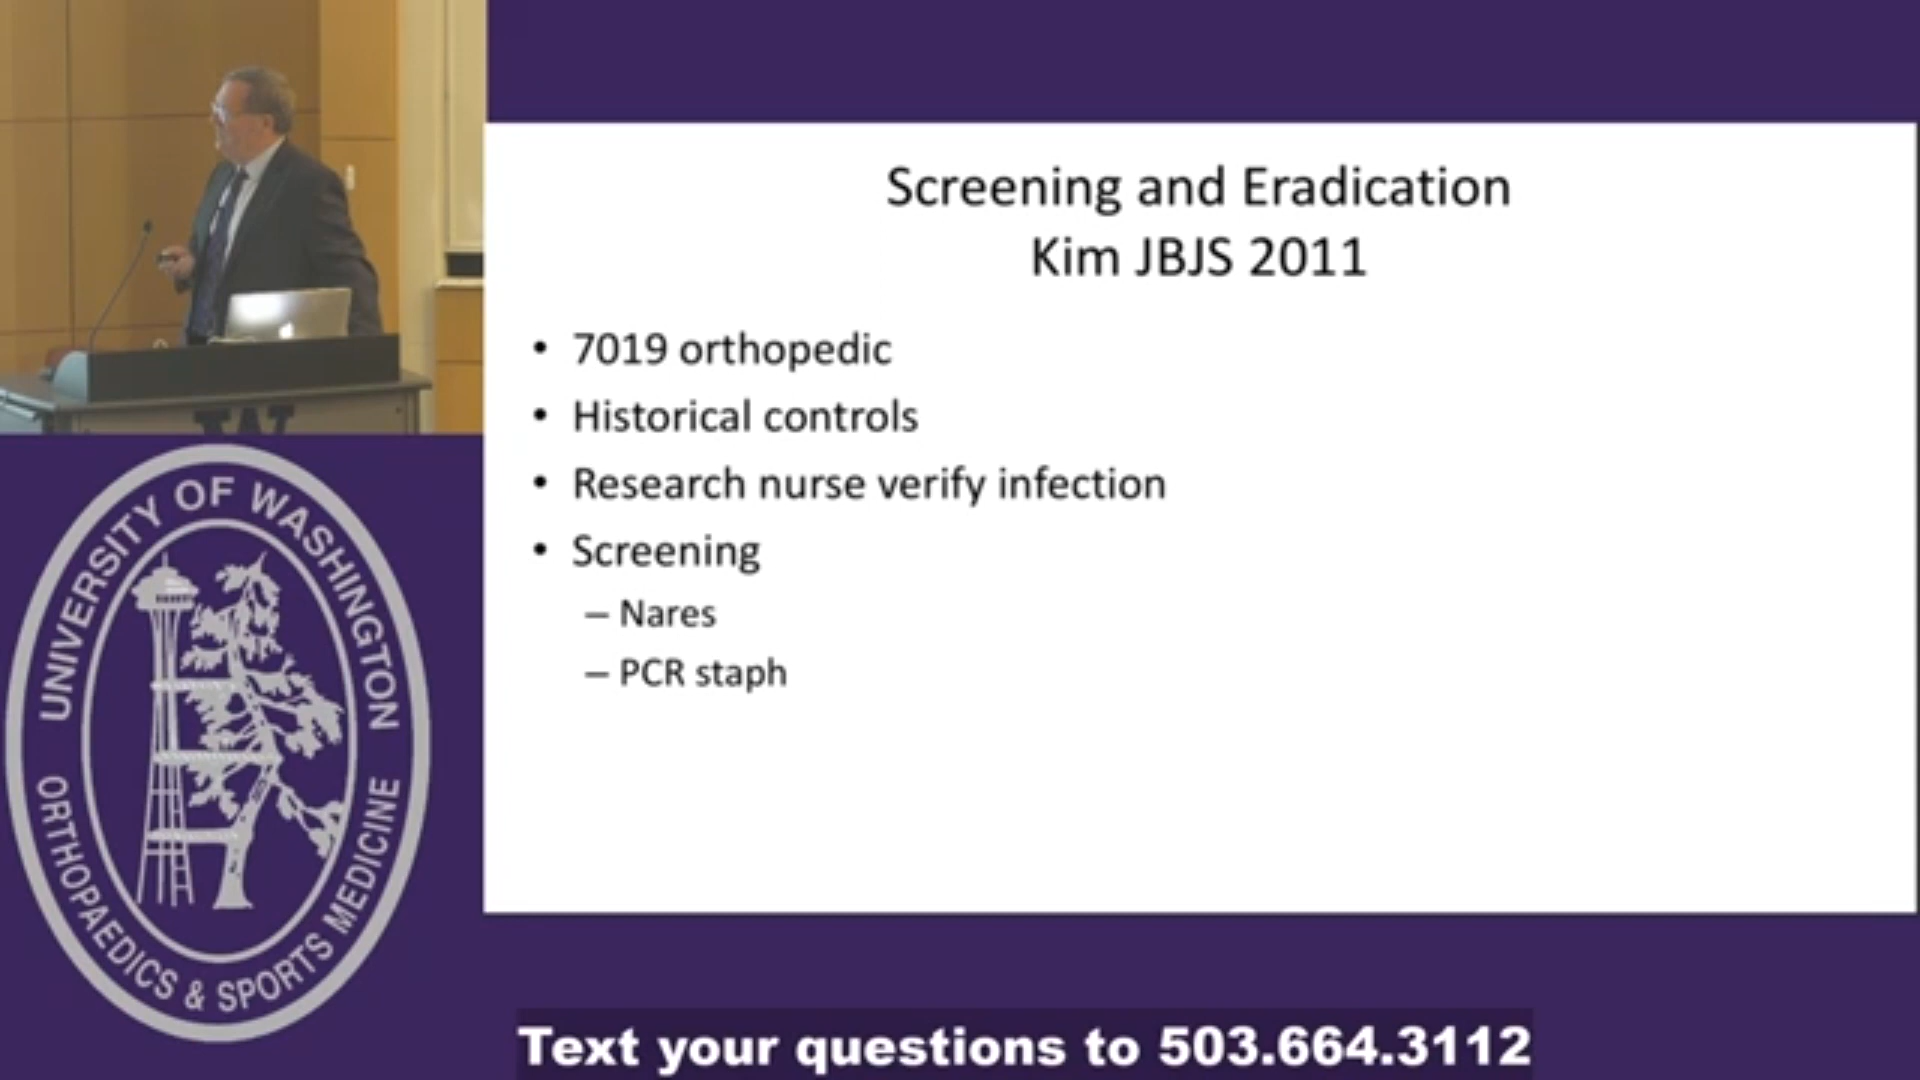 Screening and Eradication
Kim JBJS 2011
• 7019 orthopedic
• Historical controls
• Research nurse verify infection
• Screening
– Nares
– PCR staph
UNIVERSITY OF WASHINGTON
ORTHOPAEDICS & SPORTS MEDICINE
Text your questions to 503.664.3112